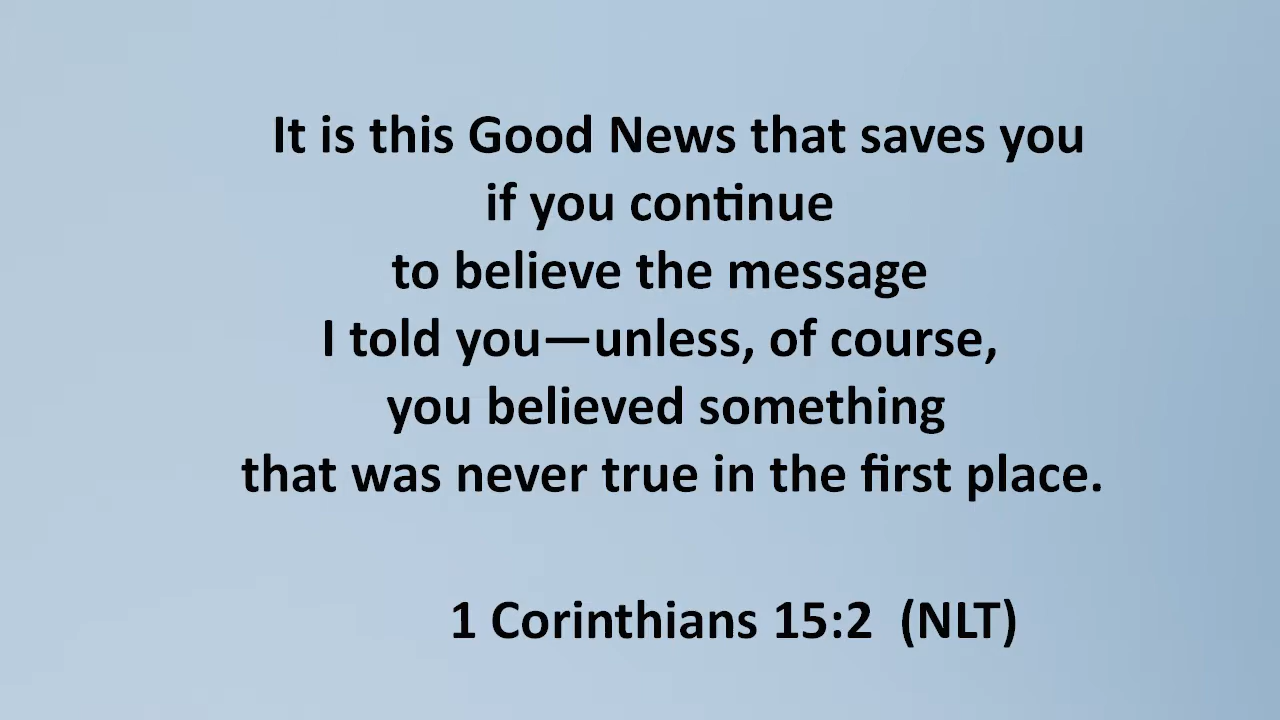 It is this Good News that saves you
if you continue
to believe the message
I told you—unless, of course,
you believed something
that was never true in the first place.
1 Corinthians 15:2 (NLT)